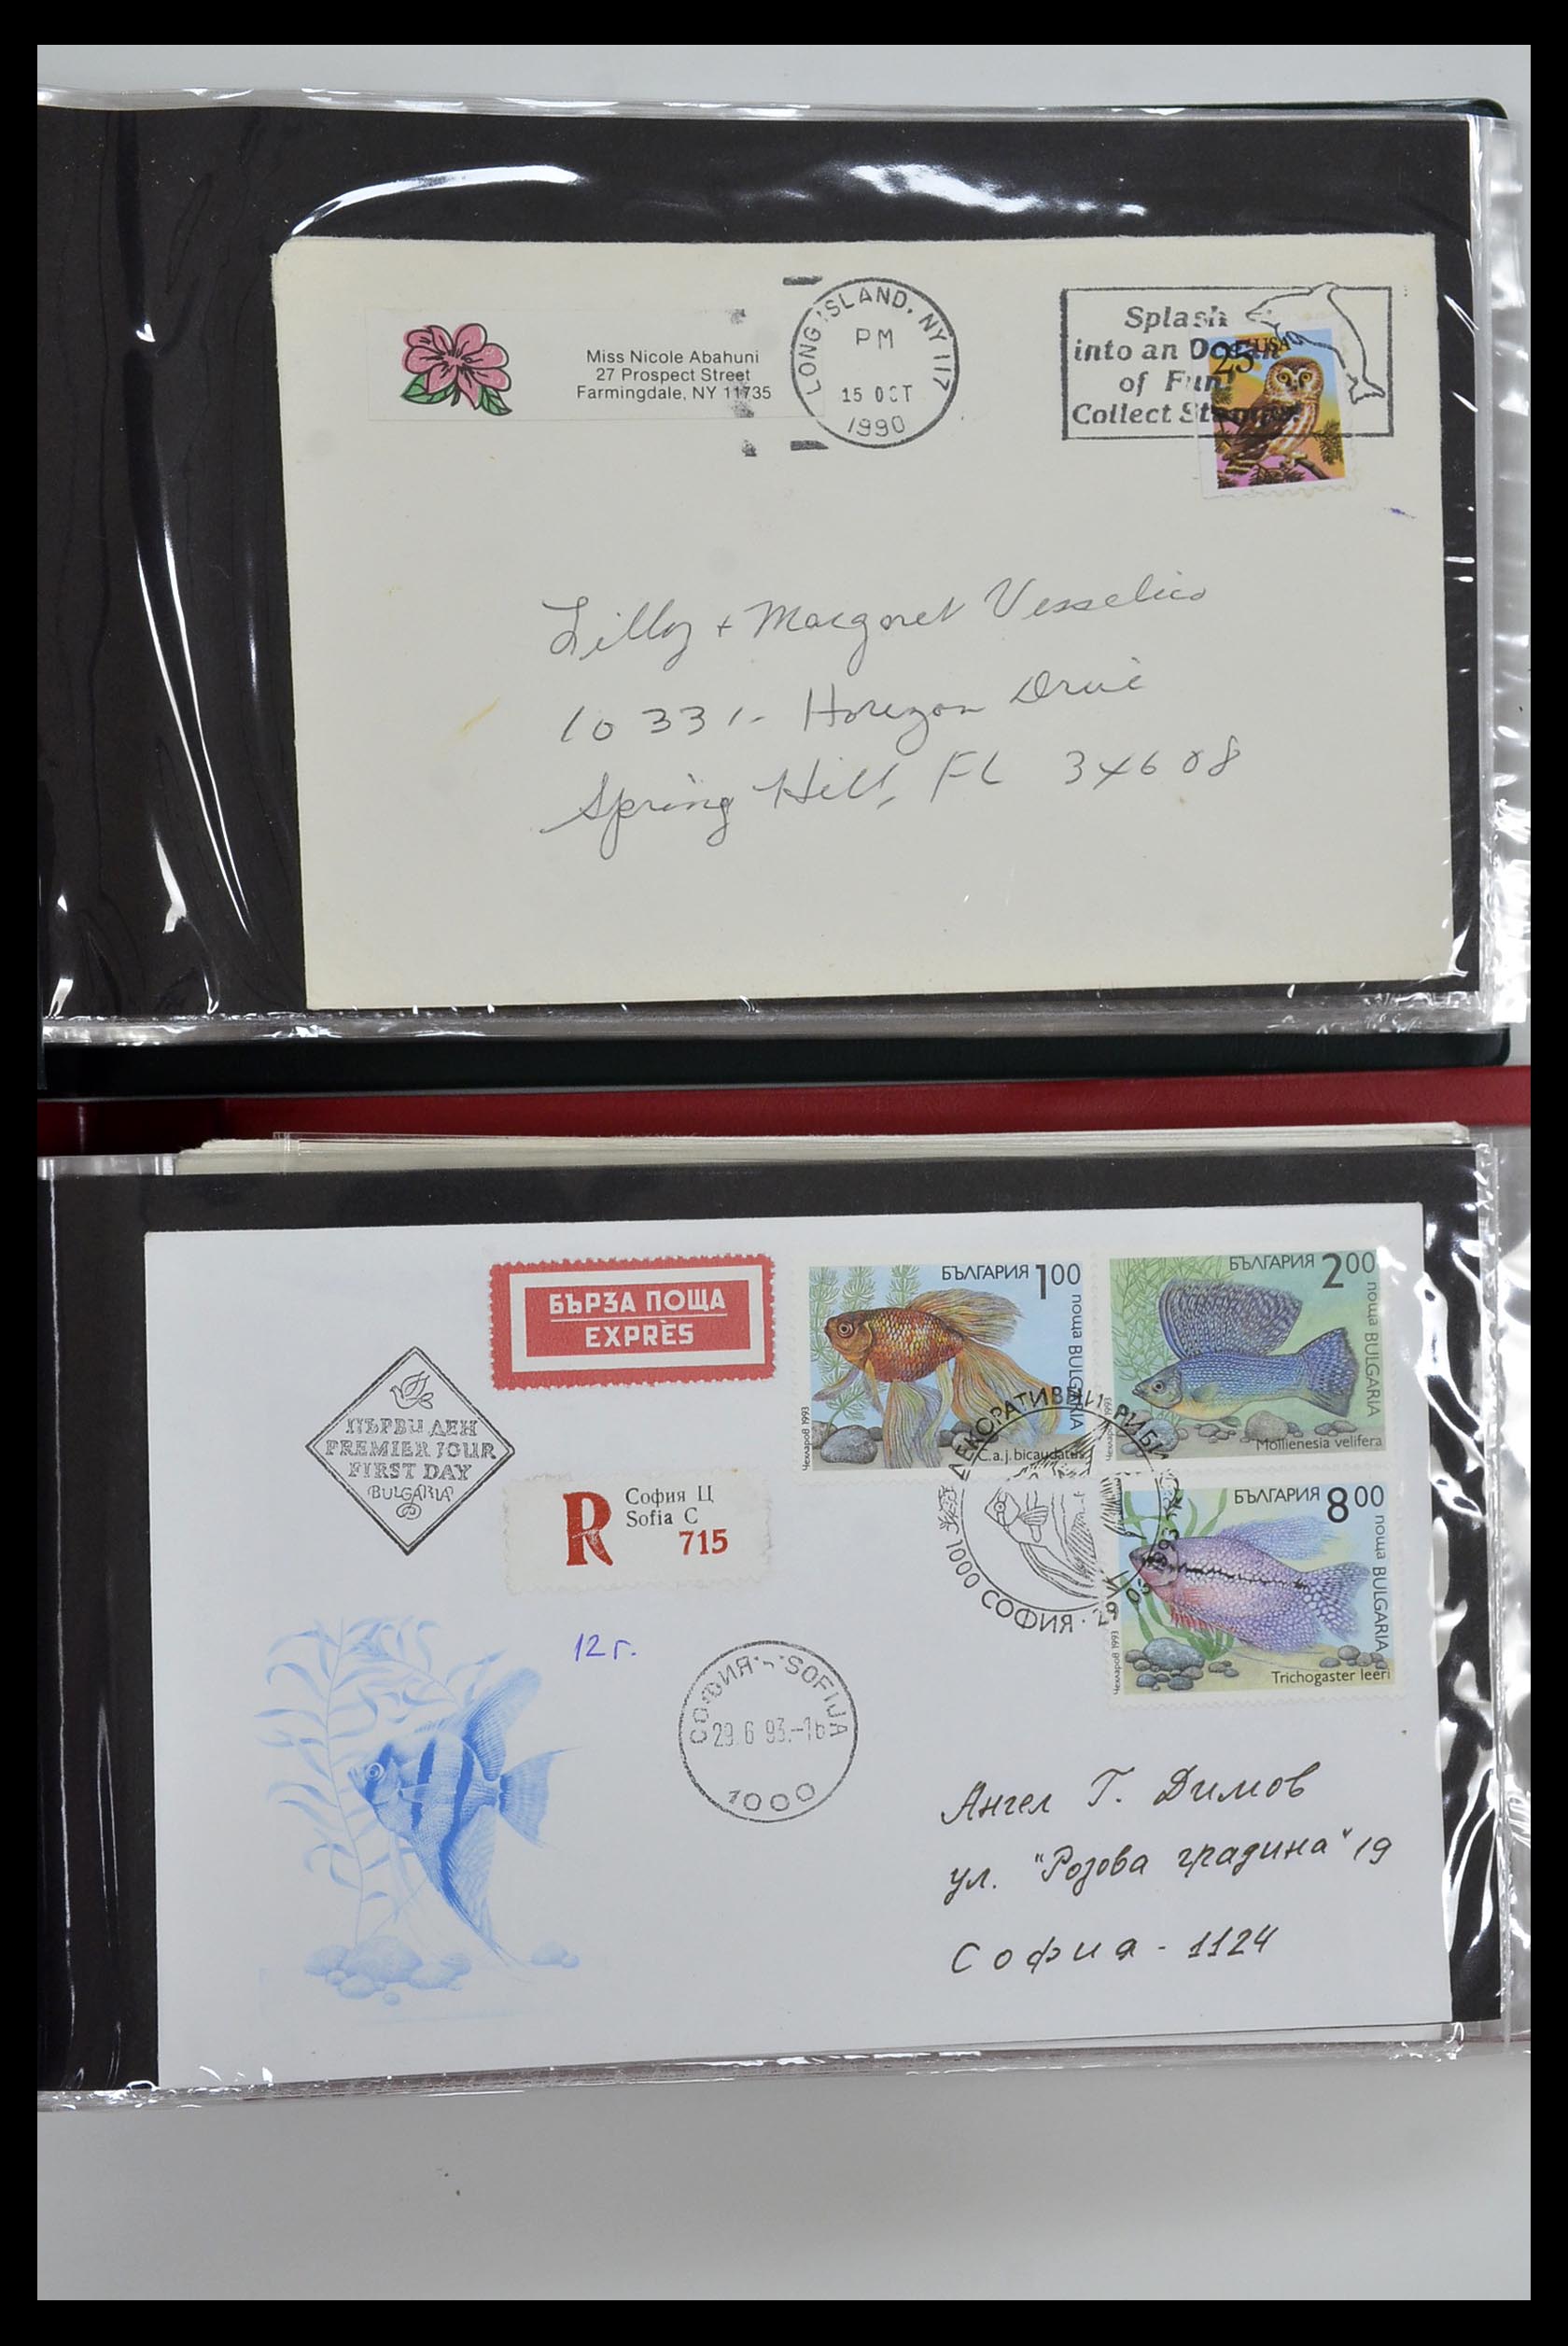 Miss Nicole Abahuni
27 Prospect Street
Farmingdale, NY 11735
LONG ISLAND, NY 117
PM
15 OCT
1990
Splash
into an Ocean
of Fun!
Collect Stamps!
25 USA
Lilly + Margaret Vesselico
10331- Horizon Drive
Spring Hill, FL 34608
БЪРЗА ПОЩА
EXPRÈS
БЪЛГАРИЯ 1.00
поща BULGARIA
C. a. j. bicaudatus
Чехларов 1993
БЪЛГАРИЯ 2.00
поща BULGARIA
Mollienesia velifera
ПЪРВИ ДЕН
PREMIER JOUR
FIRST DAY
BULGARIA
R
София Ц
Sofia C
715
ДЕКОРАТИВНИ РИБИ
1000 СОФИЯ · 29
1993
БЪЛГАРИЯ 8.00
поща BULGARIA
Trichogaster leeri
Чехларов 1993
12 г.
СОФИЯ SOFIJA
29.6.93.-16
1000
Ангел Г. Димов
ул. "Розова градина" 19
София - 1124